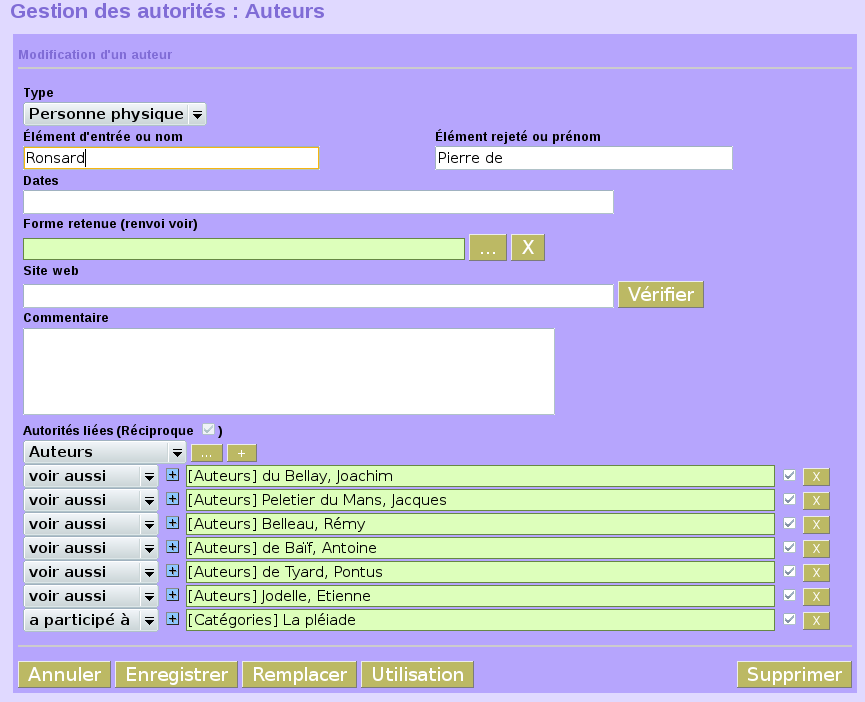 Gestion des autorités : Auteurs
Modification d'un auteur
Type
Personne physique
Élément d'entrée ou nom Élément rejeté ou prénom
Ronsard Pierre de
Dates
Forme retenue (renvoi voir)
... X
Site web
Vérifier
Commentaire
Autorités liées (Réciproque )
Auteurs ... +
voir aussi + [Auteurs] du Bellay, Joachim X
voir aussi + [Auteurs] Peletier du Mans, Jacques X
voir aussi + [Auteurs] Belleau, Rémy X
voir aussi + [Auteurs] de Baïf, Antoine X
voir aussi + [Auteurs] de Tyard, Pontus X
voir aussi + [Auteurs] Jodelle, Etienne X
a participé à + [Catégories] La pléiade X
Annuler Enregistrer Remplacer Utilisation Supprimer